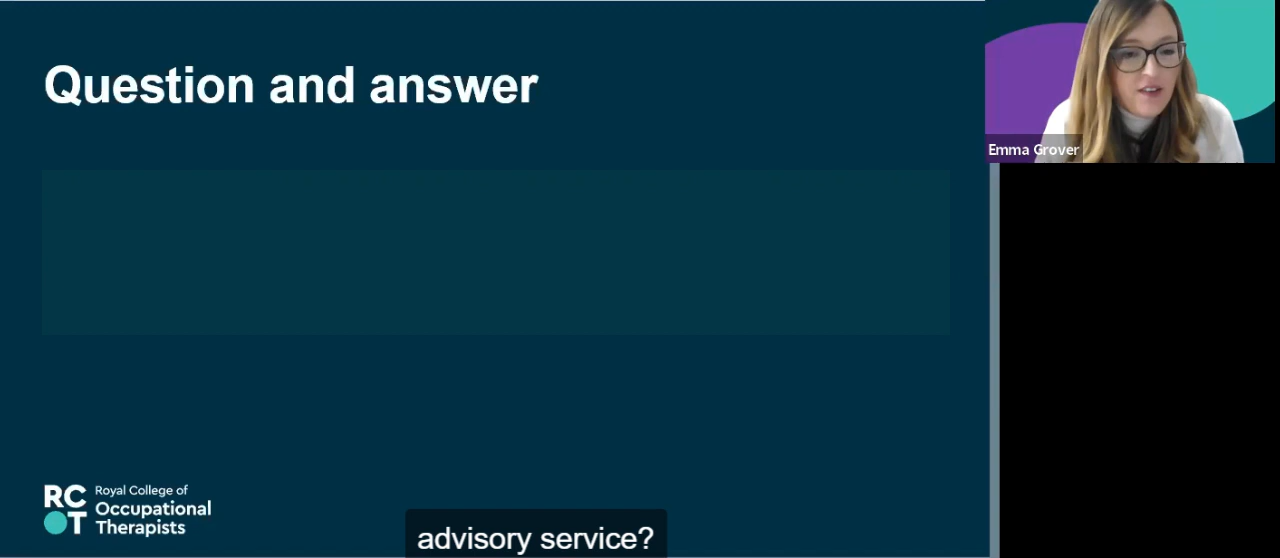 Question and answer
Emma Grover
RC
OT
Royal College of
Occupational
Therapists
advisory service?